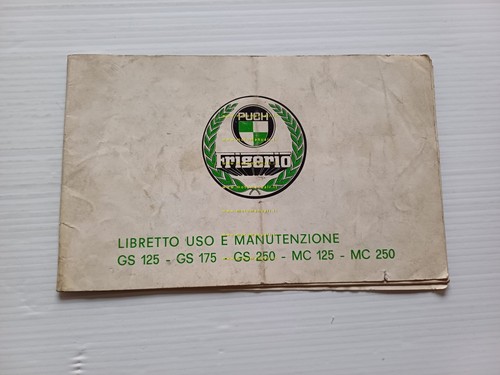 PUCH
frigerio
LIBRETTO USO E MANUTENZIONE
GS 125 - GS 175 - GS 250 - MC 125 - MC 250